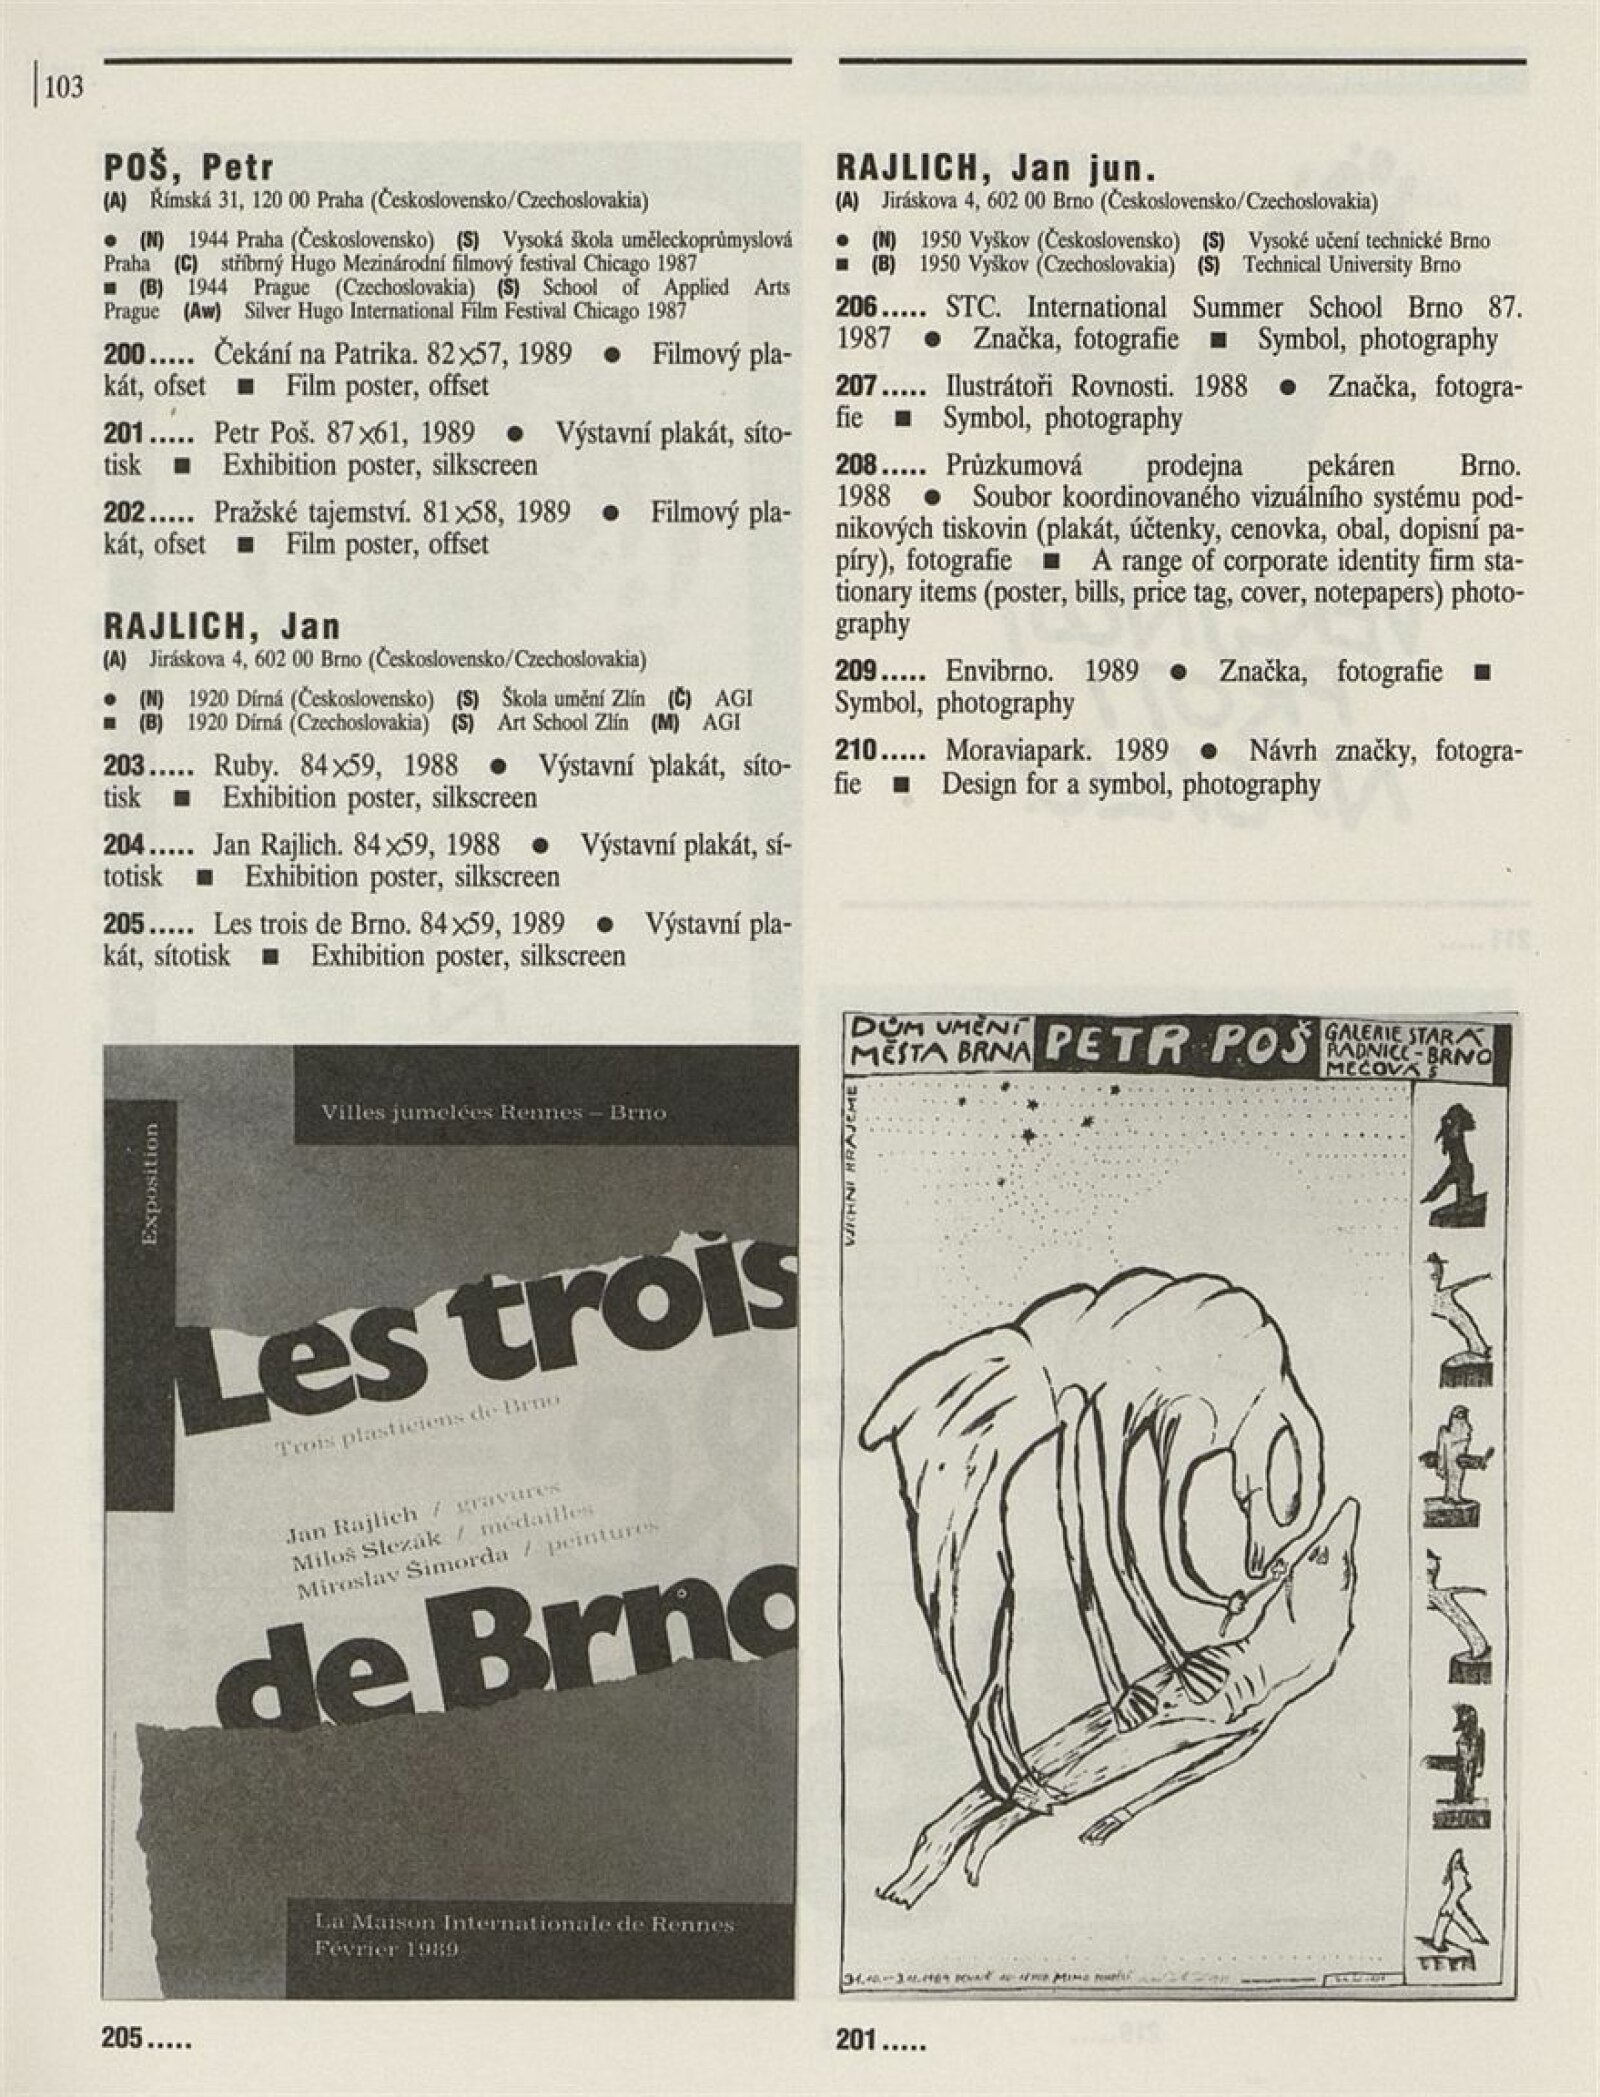 103
POŠ, Petr
(A) Římská 31, 120 00 Praha (Československo/Czechoslovakia)
● (N) 1944 Praha (Československo) (S) Vysoká škola uměleckoprůmyslová
Praha (C) stříbrný Hugo Mezinárodní filmový festival Chicago 1987
■ (B) 1944 Prague (Czechoslovakia) (S) School of Applied Arts
Prague (Aw) Silver Hugo International Film Festival Chicago 1987
200..... Čekání na Patrika. 82×57, 1989 ● Filmový pla-
kát, ofset ■ Film poster, offset
201..... Petr Poš. 87×61, 1989 ● Výstavní plakát, síto-
tisk ■ Exhibition poster, silkscreen
202..... Pražské tajemství. 81×58, 1989 ● Filmový pla-
kát, ofset ■ Film poster, offset
RAJLICH, Jan
(A) Jiráskova 4, 602 00 Brno (Československo/Czechoslovakia)
● (N) 1920 Dírná (Československo) (S) Škola umění Zlín (Č) AGI
■ (B) 1920 Dírná (Czechoslovakia) (S) Art School Zlín (M) AGI
203..... Ruby. 84×59, 1988 ● Výstavní plakát, síto-
tisk ■ Exhibition poster, silkscreen
204..... Jan Rajlich. 84×59, 1988 ● Výstavní plakát, sí-
totisk ■ Exhibition poster, silkscreen
205..... Les trois de Brno. 84×59, 1989 ● Výstavní pla-
kát, sítotisk ■ Exhibition poster, silkscreen
RAJLICH, Jan jun.
(A) Jiráskova 4, 602 00 Brno (Československo/Czechoslovakia)
● (N) 1950 Vyškov (Československo) (S) Vysoké učení technické Brno
■ (B) 1950 Vyškov (Czechoslovakia) (S) Technical University Brno
206..... STC. International Summer School Brno 87.
1987 ● Značka, fotografie ■ Symbol, photography
207..... Ilustrátoři Rovnosti. 1988 ● Značka, fotogra-
fie ■ Symbol, photography
208..... Průzkumová prodejna pekáren Brno.
1988 ● Soubor koordinovaného vizuálního systému pod-
nikových tiskovin (plakát, účtenky, cenovka, obal, dopisní pa-
píry), fotografie ■ A range of corporate identity firm sta-
tionary items (poster, bills, price tag, cover, notepapers) photo-
graphy
209..... Envibrno. 1989 ● Značka, fotografie ■
Symbol, photography
210..... Moraviapark. 1989 ● Návrh značky, fotogra-
fie ■ Design for a symbol, photography
Villes jumelées Rennes – Brno
Exposition
Les trois
Trois plasticiens de Brno
Jan Rajlich / gravures
Miloš Slezák / médailles
Miroslav Šimorda / peintures
de Brno
La Maison Internationale de Rennes
Février 1989
205.....
DŮM UMĚNÍ
MĚSTA BRNA
PETR POŠ
GALERIE STARÁ
RADNICE - BRNO
MEČOVÁ 5
VŠICHNI HRAJEME
201.....